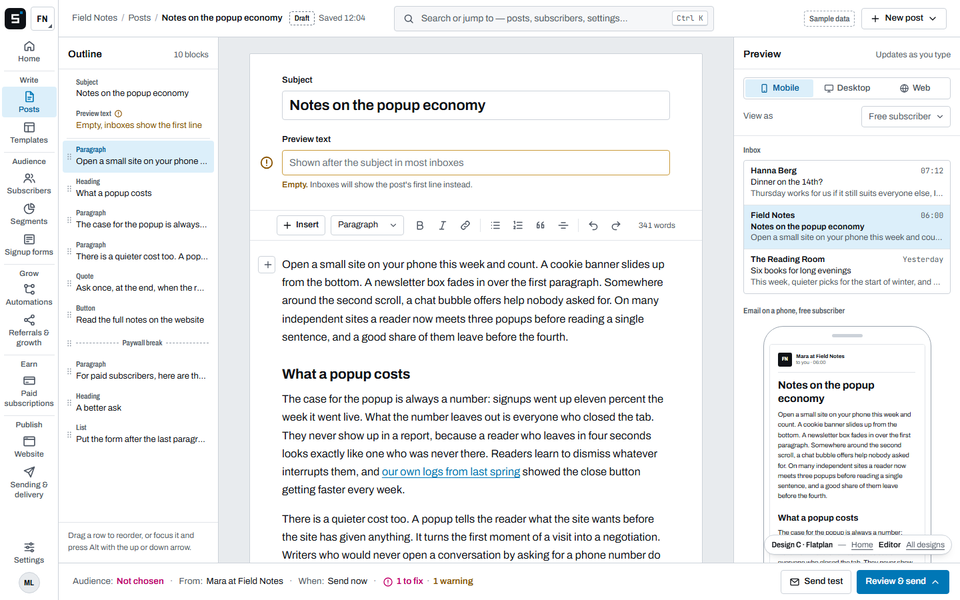 S
FN
Field Notes / Posts / Notes on the popup economy Draft Saved 12:04
Search or jump to — posts, subscribers, settings... Ctrl K
Sample data
New post
Home
Write
Posts
Templates
Audience
Subscribers
Segments
Signup forms
Grow
Automations
Referrals & growth
Earn
Paid subscriptions
Publish
Website
Sending & delivery
Settings
ML
Outline 10 blocks
Subject
Notes on the popup economy
Preview text
Empty, inboxes show the first line
Paragraph
Open a small site on your phone ...
Heading
What a popup costs
Paragraph
The case for the popup is always...
Paragraph
There is a quieter cost too. A pop...
Quote
Ask once, at the end, when the r...
Button
Read the full notes on the website
Paywall break
Paragraph
For paid subscribers, here are th...
Heading
A better ask
List
Put the form after the last paragr...
Drag a row to reorder, or focus it and
press Alt with the up or down arrow.
Subject
Notes on the popup economy
Preview text
Shown after the subject in most inboxes
Empty. Inboxes will show the post's first line instead.
Insert Paragraph B I 341 words
Open a small site on your phone this week and count. A cookie banner slides up
from the bottom. A newsletter box fades in over the first paragraph. Somewhere
around the second scroll, a chat bubble offers help nobody asked for. On many
independent sites a reader now meets three popups before reading a single
sentence, and a good share of them leave before the fourth.
What a popup costs
The case for the popup is always a number: signups went up eleven percent the
week it went live. What the number leaves out is everyone who closed the tab.
They never show up in a report, because a reader who leaves in four seconds
looks exactly like one who was never there. Readers learn to dismiss whatever
interrupts them, and our own logs from last spring showed the close button
getting faster every week.
There is a quieter cost too. A popup tells the reader what the site wants before
the site has given anything. It turns the first moment of a visit into a negotiation.
Writers who would never open a conversation by asking for a phone number do
Preview Updates as you type
Mobile Desktop Web
View as Free subscriber
Inbox
Hanna Berg 07:12
Dinner on the 14th?
Thursday works for us if it still suits everyone else, I...
Field Notes 06:00
Notes on the popup economy
Open a small site on your phone this week and cou...
The Reading Room Yesterday
Six books for long evenings
This week, quieter picks for the start of winter, and ...
Email on a phone, free subscriber
FN
Mara at Field Notes
to you · 06:00
Notes on the popup
economy
Open a small site on your phone this week and
count. A cookie banner slides up from the
bottom. A newsletter box fades in over the first
paragraph. Somewhere around the second
scroll, a chat bubble offers help nobody asked
for. On many independent sites a reader now
meets three popups before reading a single
sentence, and a good share of them leave
before the fourth.
What a popup costs
The case for the popup is always a number:
Design C · Flatplan — Home Editor All designs
Audience: Not chosen · From: Mara at Field Notes · When: Send now · 1 to fix · 1 warning
Send test
Review & send